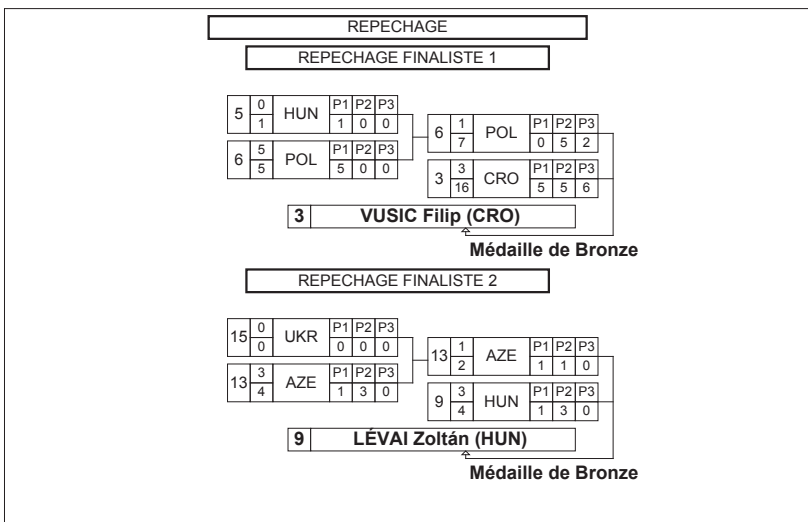 REPECHAGE
REPECHAGE FINALISTE 1
5 0 1 HUN P1 P2 P3 1 0 0
6 5 5 POL P1 P2 P3 5 0 0
6 1 7 POL P1 P2 P3 0 5 2
3 3 16 CRO P1 P2 P3 5 5 6
3 VUSIC Filip (CRO)
Médaille de Bronze
REPECHAGE FINALISTE 2
15 0 0 UKR P1 P2 P3 0 0 0
13 3 4 AZE P1 P2 P3 1 3 0
13 1 2 AZE P1 P2 P3 1 1 0
9 3 4 HUN P1 P2 P3 1 3 0
9 LÉVAI Zoltán (HUN)
Médaille de Bronze